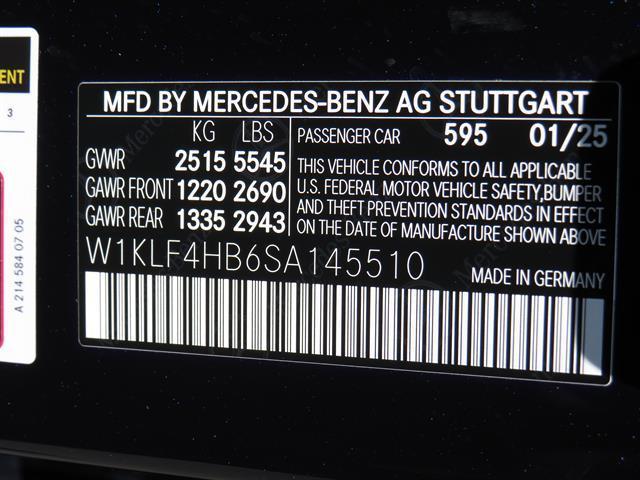 ENT
3
A 214 584 07 05
MFD BY MERCEDES-BENZ AG STUTTGART
KG LBS
GVWR 2515 5545
GAWR FRONT 1220 2690
GAWR REAR 1335 2943
PASSENGER CAR 595 01/25
THIS VEHICLE CONFORMS TO ALL APPLICABLE
U.S. FEDERAL MOTOR VEHICLE SAFETY,BUMPER
AND THEFT PREVENTION STANDARDS IN EFFECT
ON THE DATE OF MANUFACTURE SHOWN ABOVE
W1KLF4HB6SA145510
MADE IN GERMANY